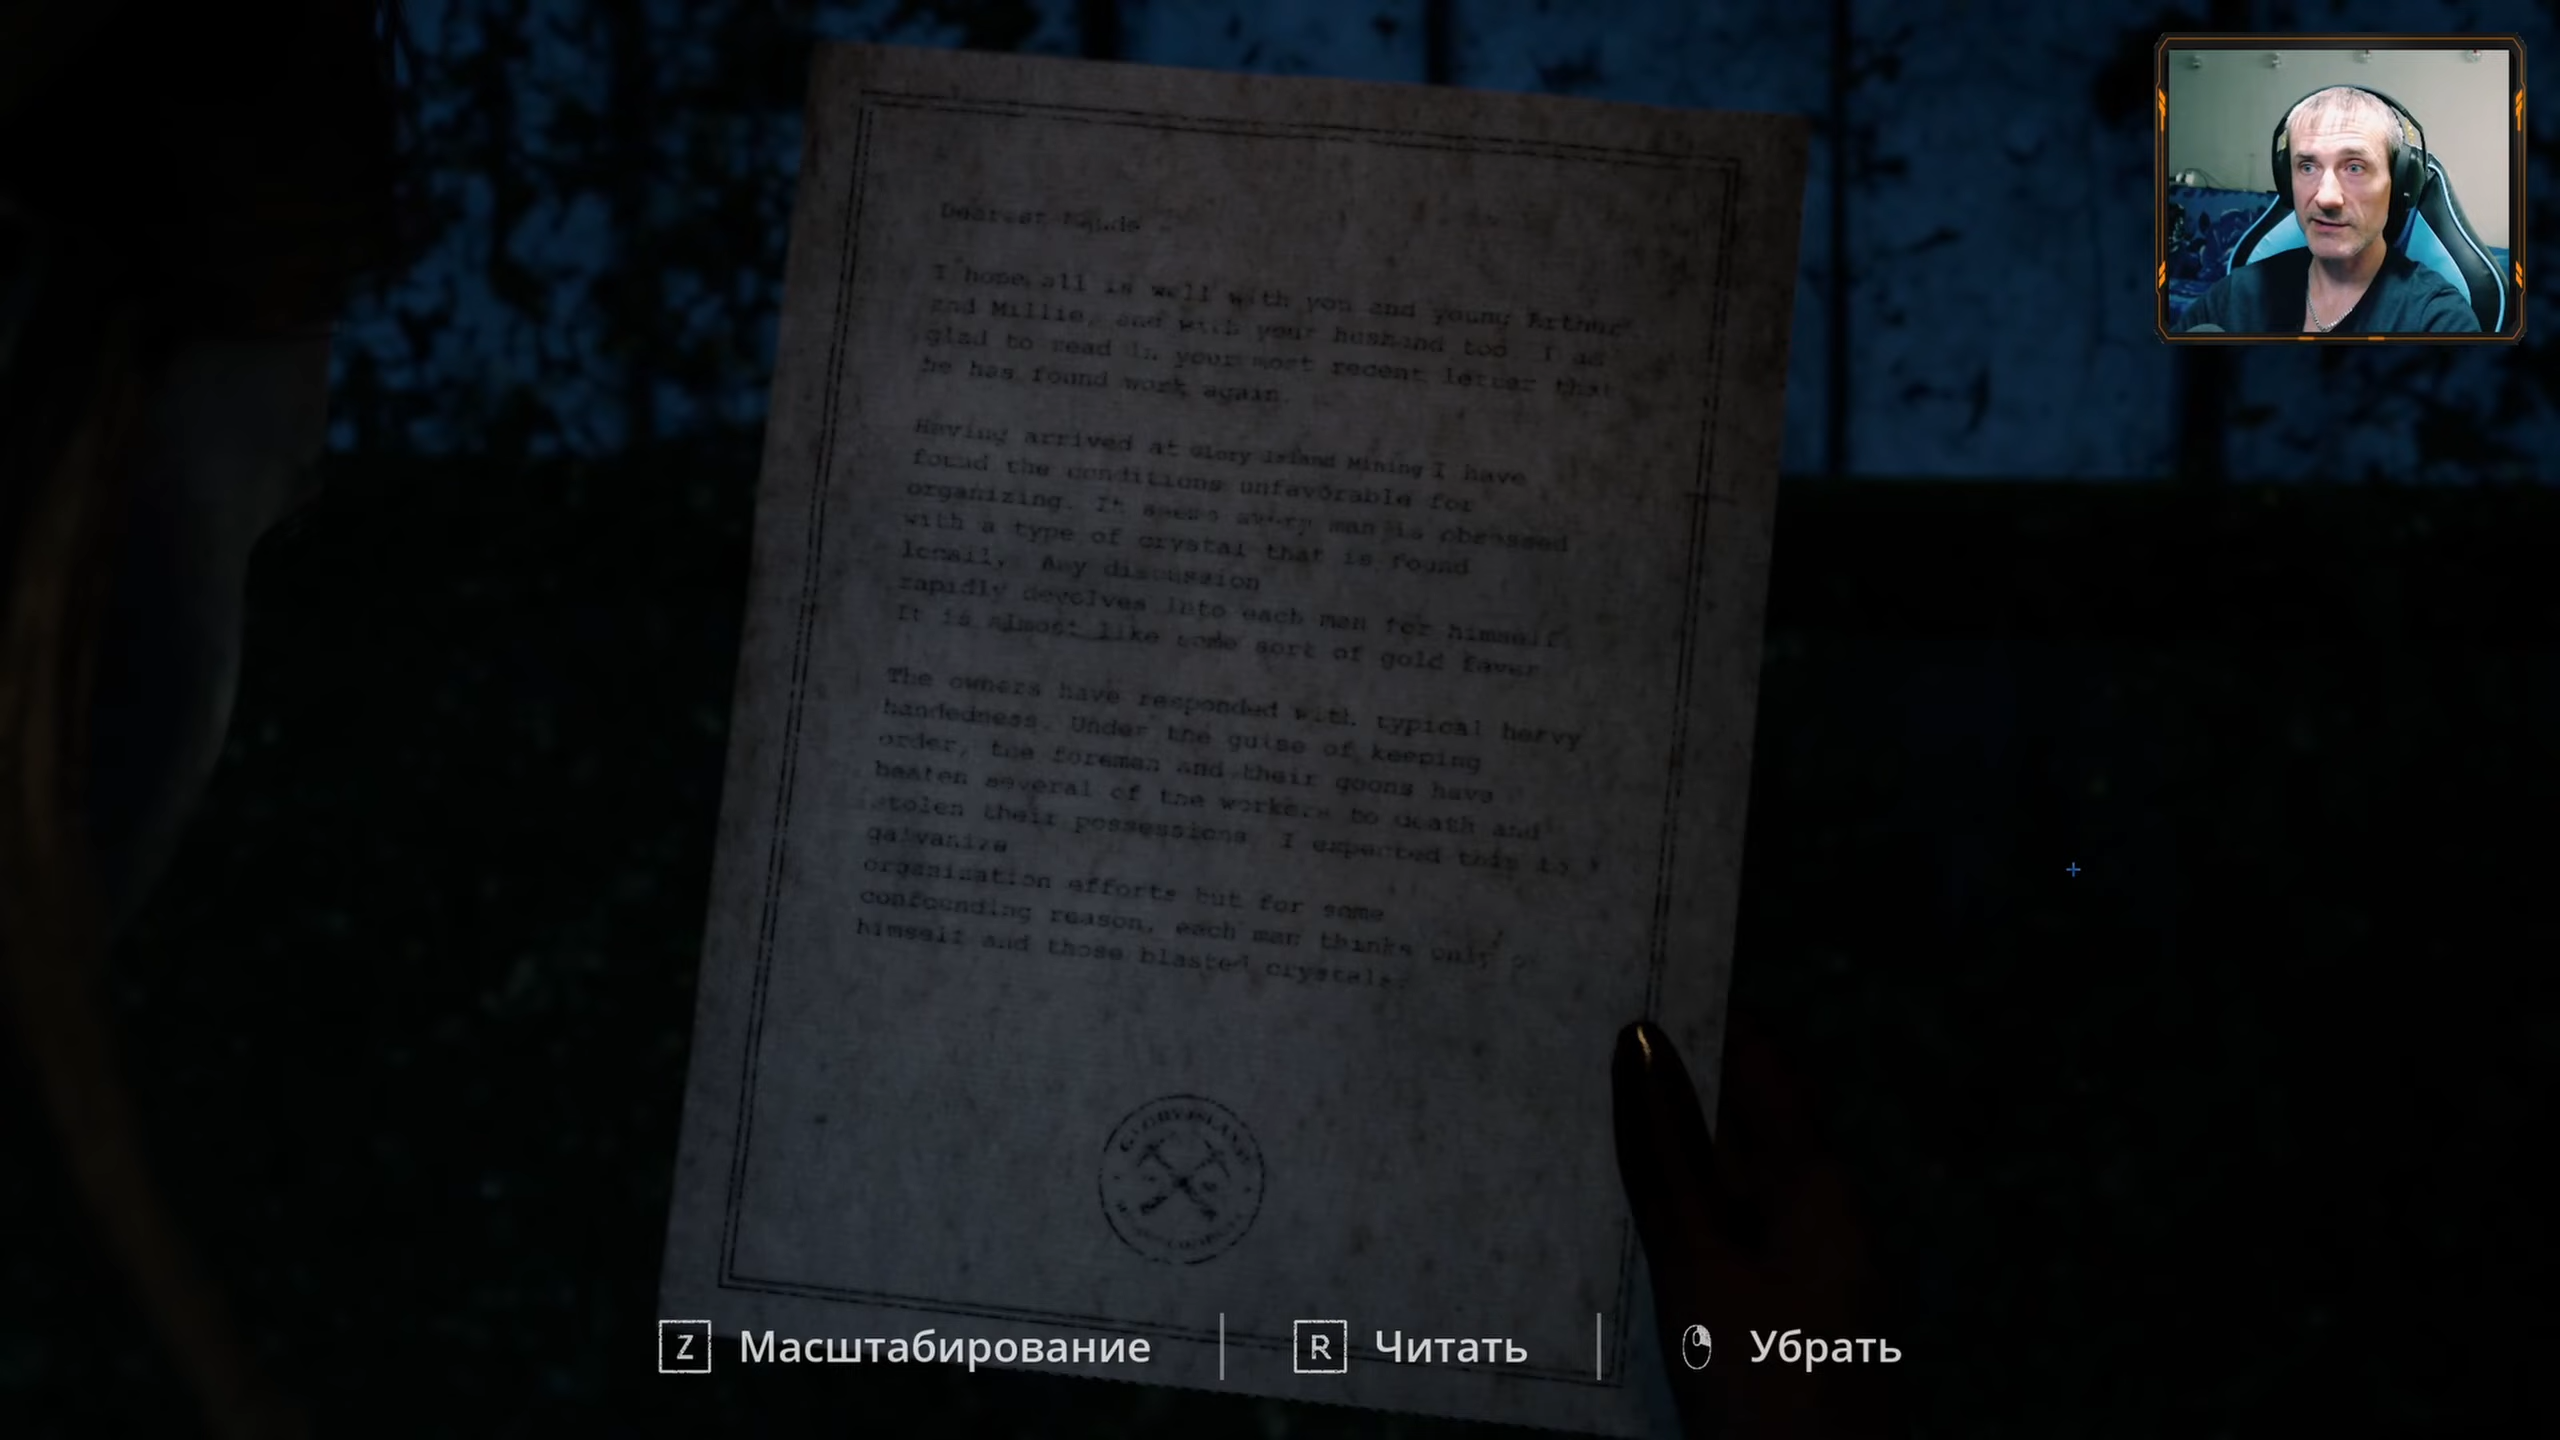 Dearest
I hope all is well with you and young Arthur
and Millie, and with your husband too. I am
glad to read in your most recent letter that
he has found work again.
Having arrived at Glory Island Mining I have
found the conditions unfavorable for
organizing. It seems every man is obsessed
with a type of crystal that is found
locally. Any discussion
rapidly devolves into each man for himself.
It is almost like some sort of gold fever
The owners have responded with typical heavy
handedness. Under the guise of keeping
order, the foremen and their goons have
beaten several of the workers to death and
stolen their possessions. I expected this to
galvanize
organization efforts but for some
confounding reason, each man thinks only
himself and those blasted crystals.
GLORY ISLAND
Z Масштабирование
R Читать
Убрать